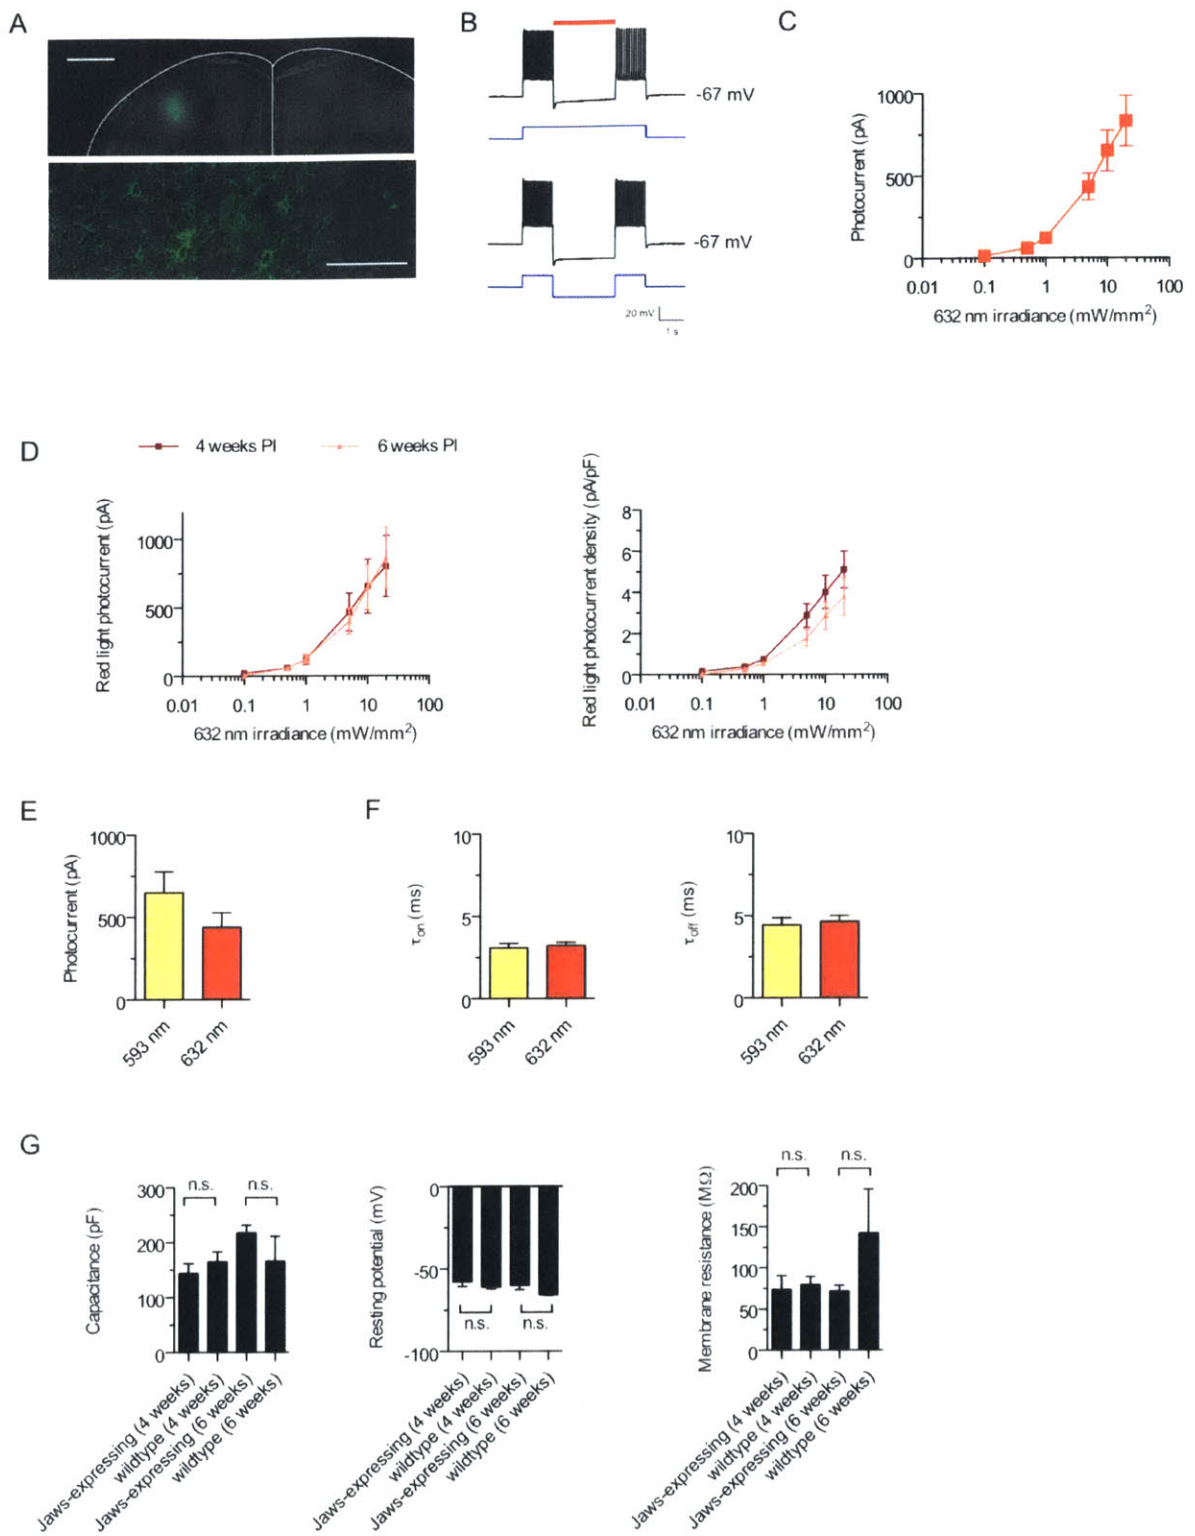 A
B
C
-67 mV
-67 mV
20 mV
1 s
Photocurrent (pA)
1000
500
0
0.01 0.1 1 10 100
632 nm irradiance (mW/mm²)
D
4 weeks PI
6 weeks PI
Red light photocurrent (pA)
1000
500
0
0.01 0.1 1 10 100
632 nm irradiance (mW/mm²)
Red light photocurrent density (pA/pF)
8
6
4
2
0
0.01 0.1 1 10 100
632 nm irradiance (mW/mm²)
E
Photocurrent (pA)
1000
500
0
593 nm
632 nm
F
τon (ms)
10
5
0
593 nm
632 nm
τoff (ms)
10
5
0
593 nm
632 nm
G
Capacitance (pF)
300
200
100
0
n.s.
n.s.
Jaws-expressing (4 weeks)
wildtype (4 weeks)
Jaws-expressing (6 weeks)
wildtype (6 weeks)
Resting potential (mV)
0
-50
-100
n.s.
n.s.
Jaws-expressing (4 weeks)
wildtype (4 weeks)
Jaws-expressing (6 weeks)
wildtype (6 weeks)
Membrane resistance (MΩ)
200
150
100
50
0
n.s.
n.s.
Jaws-expressing (4 weeks)
wildtype (4 weeks)
Jaws-expressing (6 weeks)
wildtype (6 weeks)